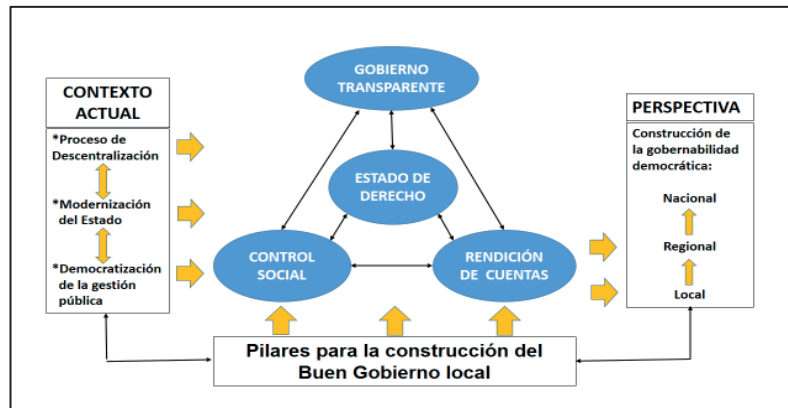 CONTEXTO
ACTUAL
*Proceso de
Descentralización
*Modernización
del Estado
*Democratización
de la gestión
pública
GOBIERNO
TRANSPARENTE
ESTADO DE
DERECHO
CONTROL
SOCIAL
RENDICIÓN
DE CUENTAS
PERSPECTIVA
Construcción de
la gobernabilidad
democrática:
Nacional
Regional
Local
Pilares para la construcción del
Buen Gobierno local